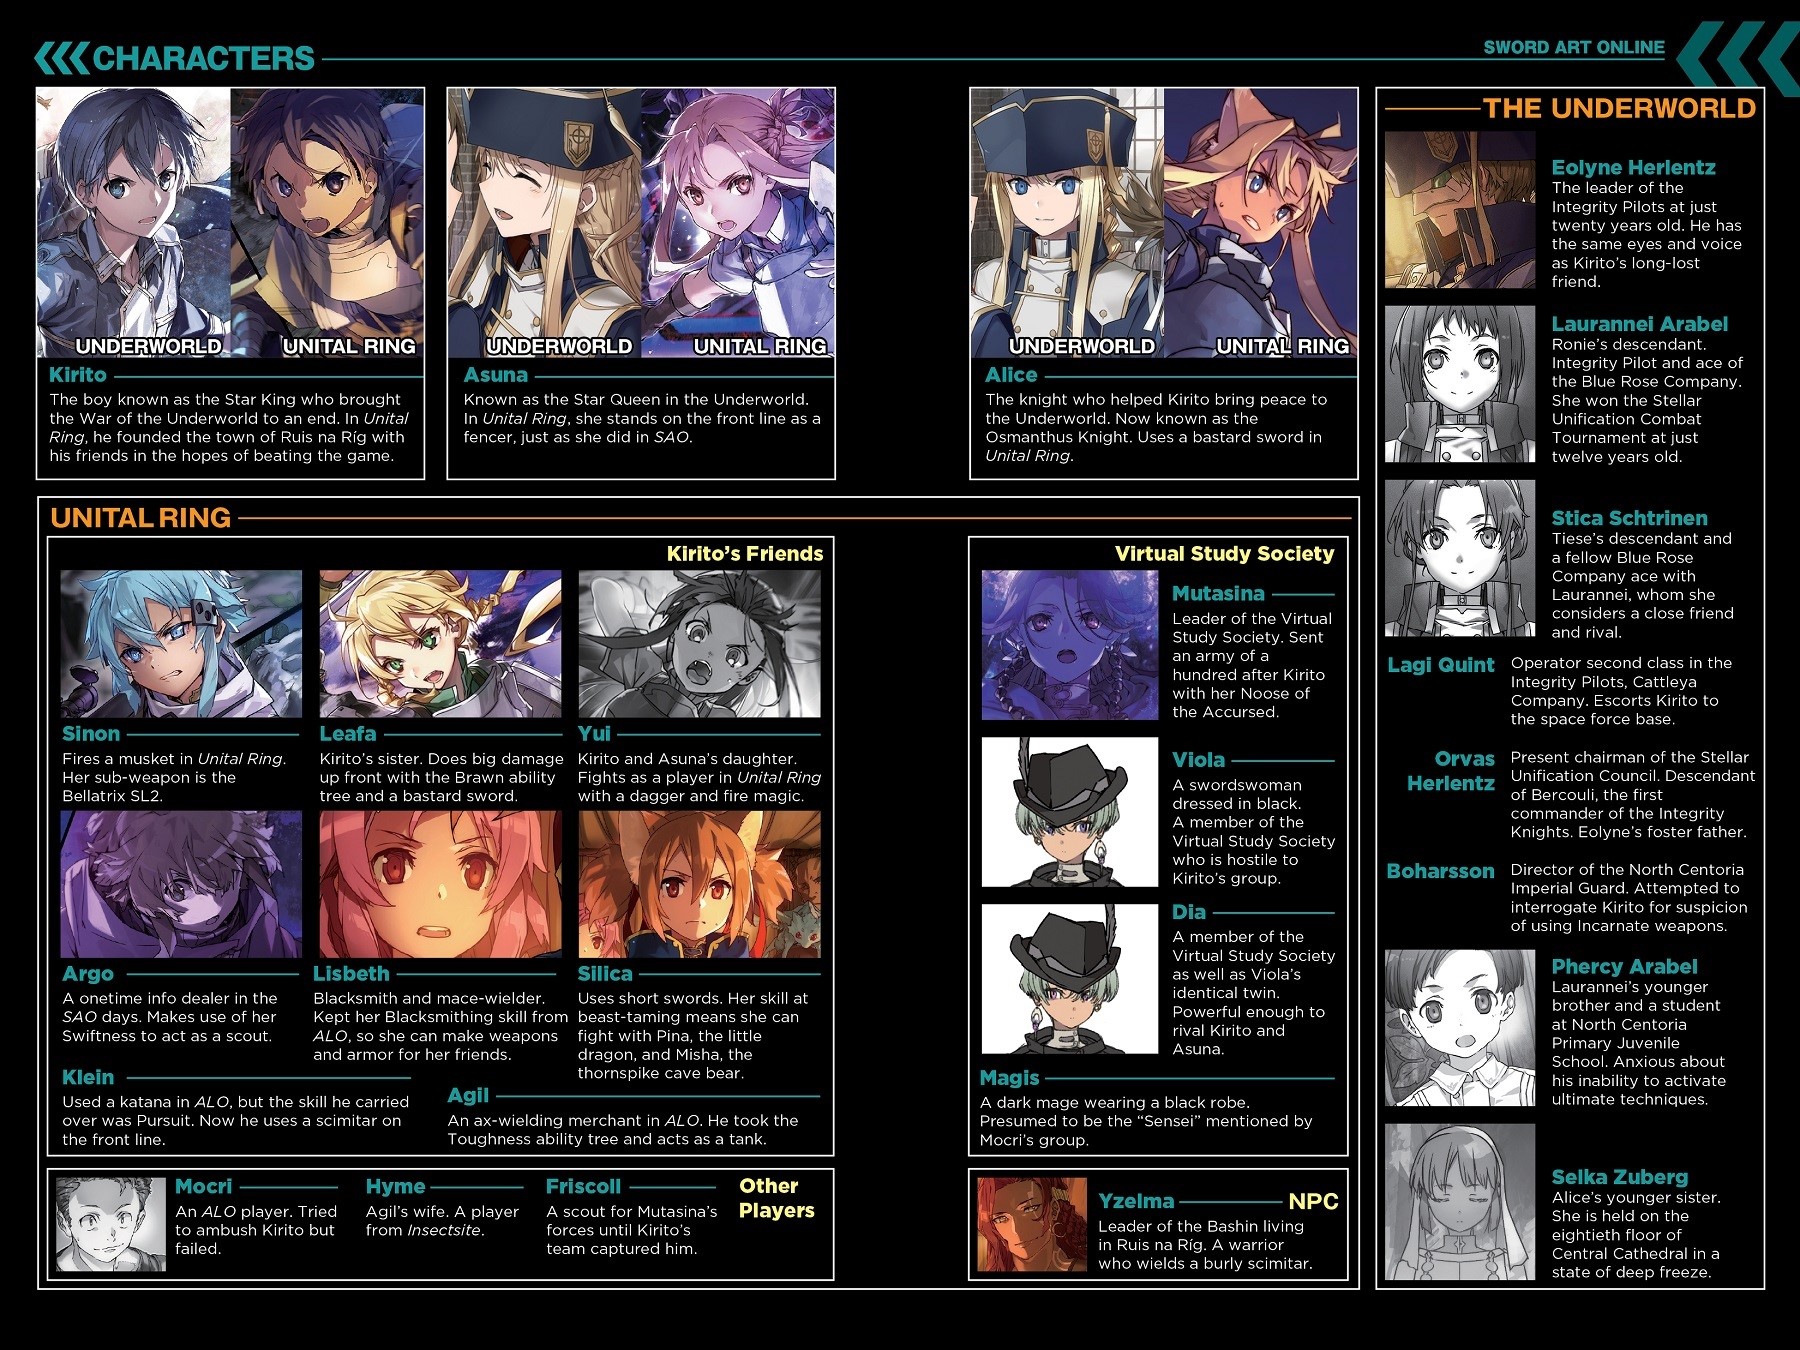 CHARACTERS
SWORD ART ONLINE
UNDERWORLD
UNITAL RING
Kirito
The boy known as the Star King who brought
the War of the Underworld to an end. In Unital
Ring, he founded the town of Ruis na Ríg with
his friends in the hopes of beating the game.
UNDERWORLD
UNITAL RING
Asuna
Known as the Star Queen in the Underworld.
In Unital Ring, she stands on the front line as a
fencer, just as she did in SAO.
UNDERWORLD
UNITAL RING
Alice
The knight who helped Kirito bring peace to
the Underworld. Now known as the
Osmanthus Knight. Uses a bastard sword in
Unital Ring.
UNITAL RING
Kirito's Friends
Sinon
Fires a musket in Unital Ring.
Her sub-weapon is the
Bellatrix SL2.
Leafa
Kirito's sister. Does big damage
up front with the Brawn ability
tree and a bastard sword.
Yui
Kirito and Asuna's daughter.
Fights as a player in Unital Ring
with a dagger and fire magic.
Argo
A onetime info dealer in the
SAO days. Makes use of her
Swiftness to act as a scout.
Lisbeth
Blacksmith and mace-wielder.
Kept her Blacksmithing skill from
ALO, so she can make weapons
and armor for her friends.
Silica
Uses short swords. Her skill at
beast-taming means she can
fight with Pina, the little
dragon, and Misha, the
thornspike cave bear.
Klein
Used a katana in ALO, but the skill he carried
over was Pursuit. Now he uses a scimitar on
the front line.
Agil
An ax-wielding merchant in ALO. He took the
Toughness ability tree and acts as a tank.
Mocri
An ALO player. Tried
to ambush Kirito but
failed.
Hyme
Agil's wife. A player
from Insectsite.
Friscoll
A scout for Mutasina's
forces until Kirito's
team captured him.
Other
Players
Virtual Study Society
Mutasina
Leader of the Virtual
Study Society. Sent
an army of a
hundred after Kirito
with her Noose of
the Accursed.
Viola
A swordswoman
dressed in black.
A member of the
Virtual Study Society
who is hostile to
Kirito's group.
Dia
A member of the
Virtual Study Society
as well as Viola's
identical twin.
Powerful enough to
rival Kirito and
Asuna.
Magis
A dark mage wearing a black robe.
Presumed to be the “Sensei” mentioned by
Mocri's group.
Yzelma
NPC
Leader of the Bashin living
in Ruis na Ríg. A warrior
who wields a burly scimitar.
THE UNDERWORLD
Eolyne Herlentz
The leader of the
Integrity Pilots at just
twenty years old. He has
the same eyes and voice
as Kirito's long-lost
friend.
Laurannei Arabel
Ronie's descendant.
Integrity Pilot and ace of
the Blue Rose Company.
She won the Stellar
Unification Combat
Tournament at just
twelve years old.
Stica Schtrinen
Tiese's descendant and
a fellow Blue Rose
Company ace with
Laurannei, whom she
considers a close friend
and rival.
Lagi Quint
Operator second class in the
Integrity Pilots, Cattleya
Company. Escorts Kirito to
the space force base.
Orvas
Herlentz
Present chairman of the Stellar
Unification Council. Descendant
of Bercouli, the first
commander of the Integrity
Knights. Eolyne's foster father.
Boharsson
Director of the North Centoria
Imperial Guard. Attempted to
interrogate Kirito for suspicion
of using Incarnate weapons.
Phercy Arabel
Laurannei's younger
brother and a student
at North Centoria
Primary Juvenile
School. Anxious about
his inability to activate
ultimate techniques.
Selka Zuberg
Alice's younger sister.
She is held on the
eightieth floor of
Central Cathedral in a
state of deep freeze.